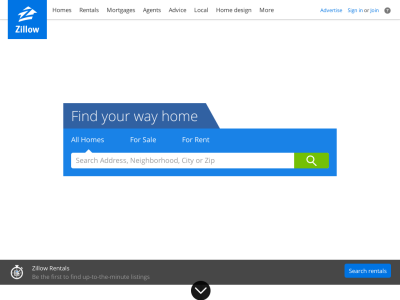 Zillow
Homes Rentals Mortgages Agents Advice Local Home design More
Advertise Sign in or join ?
Find your way home
All Homes For Sale For Rent
Search Address, Neighborhood, City or Zip
Zillow Rentals
Be the first to find up-to-the-minute listings
Search rentals